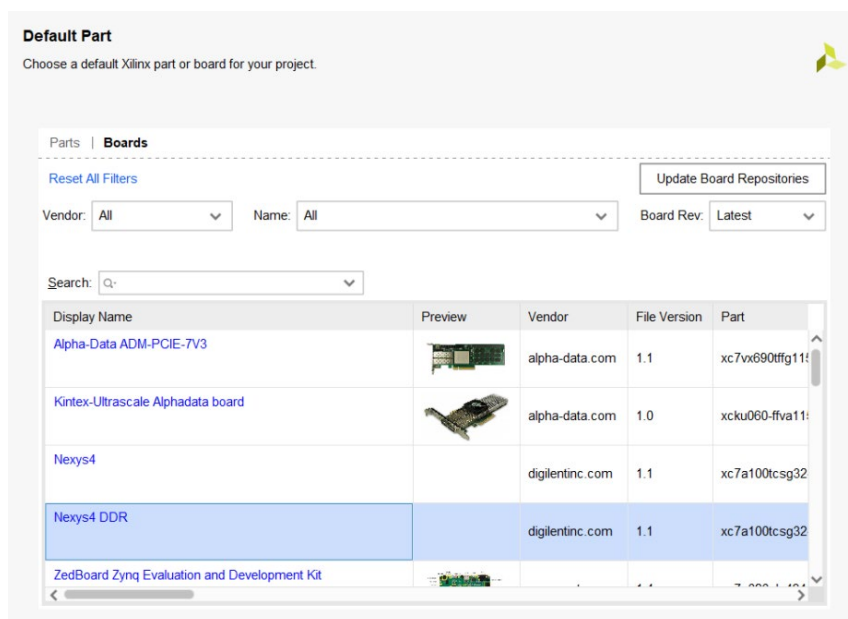 Default Part
Choose a default Xilinx part or board for your project.
Parts | Boards
Reset All Filters
Update Board Repositories
Vendor: All
Name: All
Board Rev: Latest
Search:
Display Name Preview Vendor File Version Part
Alpha-Data ADM-PCIE-7V3 alpha-data.com 1.1 xc7vx690tffg115
Kintex-Ultrascale Alphadata board alpha-data.com 1.0 xcku060-ffva115
Nexys4 digilentinc.com 1.1 xc7a100tcsg32
Nexys4 DDR digilentinc.com 1.1 xc7a100tcsg32
ZedBoard Zynq Evaluation and Development Kit